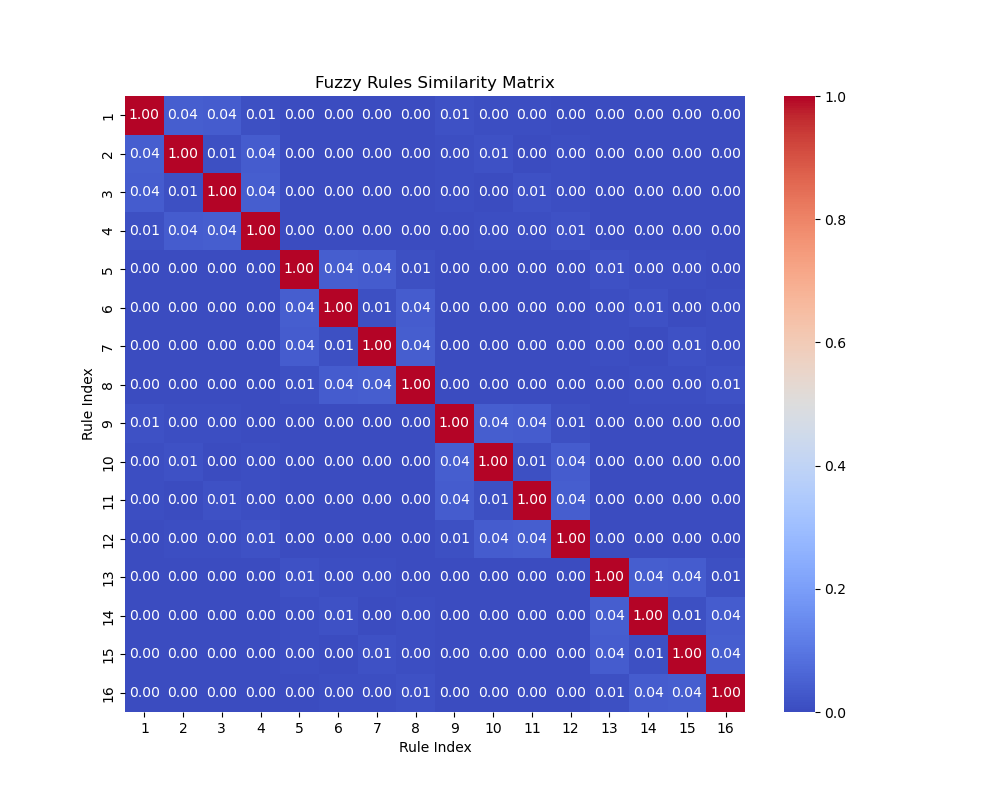 Fuzzy Rules Similarity Matrix
1 1.00 0.04 0.04 0.01 0.00 0.00 0.00 0.00 0.01 0.00 0.00 0.00 0.00 0.00 0.00 0.00
2 0.04 1.00 0.01 0.04 0.00 0.00 0.00 0.00 0.00 0.01 0.00 0.00 0.00 0.00 0.00 0.00
3 0.04 0.01 1.00 0.04 0.00 0.00 0.00 0.00 0.00 0.00 0.01 0.00 0.00 0.00 0.00 0.00
4 0.01 0.04 0.04 1.00 0.00 0.00 0.00 0.00 0.00 0.00 0.00 0.01 0.00 0.00 0.00 0.00
5 0.00 0.00 0.00 0.00 1.00 0.04 0.04 0.01 0.00 0.00 0.00 0.00 0.01 0.00 0.00 0.00
6 0.00 0.00 0.00 0.00 0.04 1.00 0.01 0.04 0.00 0.00 0.00 0.00 0.00 0.01 0.00 0.00
7 0.00 0.00 0.00 0.00 0.04 0.01 1.00 0.04 0.00 0.00 0.00 0.00 0.00 0.00 0.01 0.00
8 0.00 0.00 0.00 0.00 0.01 0.04 0.04 1.00 0.00 0.00 0.00 0.00 0.00 0.00 0.00 0.01
9 0.01 0.00 0.00 0.00 0.00 0.00 0.00 0.00 1.00 0.04 0.04 0.01 0.00 0.00 0.00 0.00
10 0.00 0.01 0.00 0.00 0.00 0.00 0.00 0.00 0.04 1.00 0.01 0.04 0.00 0.00 0.00 0.00
11 0.00 0.00 0.01 0.00 0.00 0.00 0.00 0.00 0.04 0.01 1.00 0.04 0.00 0.00 0.00 0.00
12 0.00 0.00 0.00 0.01 0.00 0.00 0.00 0.00 0.01 0.04 0.04 1.00 0.00 0.00 0.00 0.00
13 0.00 0.00 0.00 0.00 0.01 0.00 0.00 0.00 0.00 0.00 0.00 0.00 1.00 0.04 0.04 0.01
14 0.00 0.00 0.00 0.00 0.00 0.01 0.00 0.00 0.00 0.00 0.00 0.00 0.04 1.00 0.01 0.04
15 0.00 0.00 0.00 0.00 0.00 0.00 0.01 0.00 0.00 0.00 0.00 0.00 0.04 0.01 1.00 0.04
16 0.00 0.00 0.00 0.00 0.00 0.00 0.00 0.01 0.00 0.00 0.00 0.00 0.01 0.04 0.04 1.00
1 2 3 4 5 6 7 8 9 10 11 12 13 14 15 16
Rule Index
Rule Index
1.0
0.8
0.6
0.4
0.2
0.0